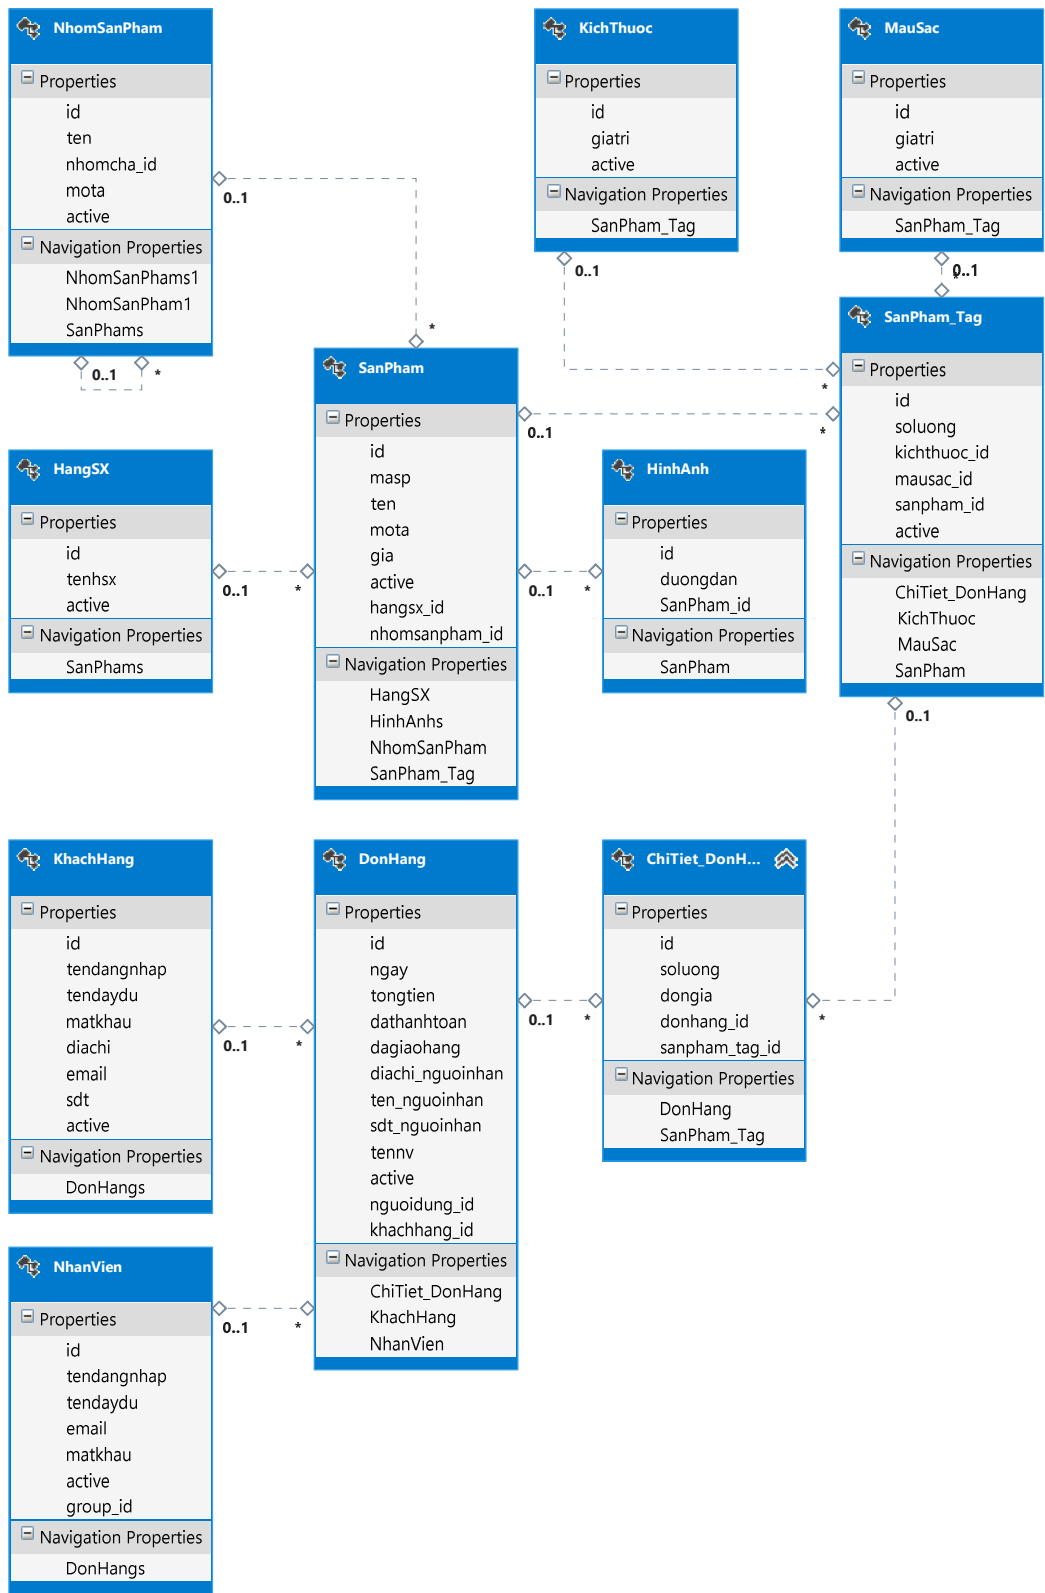 NhomSanPham
Properties
id
ten
nhomcha_id
mota
active
Navigation Properties
NhomSanPhams1
NhomSanPham1
SanPhams
0..1
*
0..1
*
KichThuoc
Properties
id
giatri
active
Navigation Properties
SanPham_Tag
0..1
*
MauSac
Properties
id
giatri
active
Navigation Properties
SanPham_Tag
0..1
*
SanPham
Properties
id
masp
ten
mota
gia
active
hangsx_id
nhomsanpham_id
Navigation Properties
HangSX
HinhAnhs
NhomSanPham
SanPham_Tag
0..1
*
SanPham_Tag
Properties
id
soluong
kichthuoc_id
mausac_id
sanpham_id
active
Navigation Properties
ChiTiet_DonHang
KichThuoc
MauSac
SanPham
0..1
*
HangSX
Properties
id
tenhsx
active
Navigation Properties
SanPhams
0..1
*
HinhAnh
Properties
id
duongdan
SanPham_id
Navigation Properties
SanPham
0..1
*
KhachHang
Properties
id
tendangnhap
tendaydu
matkhau
diachi
email
sdt
active
Navigation Properties
DonHangs
0..1
*
DonHang
Properties
id
ngay
tongtien
dathanhtoan
dagiaohang
diachi_nguoinhan
ten_nguoinhan
sdt_nguoinhan
tennv
active
nguoidung_id
khachhang_id
Navigation Properties
ChiTiet_DonHang
KhachHang
NhanVien
0..1
*
ChiTiet_DonH...
Properties
id
soluong
dongia
donhang_id
sanpham_tag_id
Navigation Properties
DonHang
SanPham_Tag
NhanVien
Properties
id
tendangnhap
tendaydu
email
matkhau
active
group_id
Navigation Properties
DonHangs
0..1
*